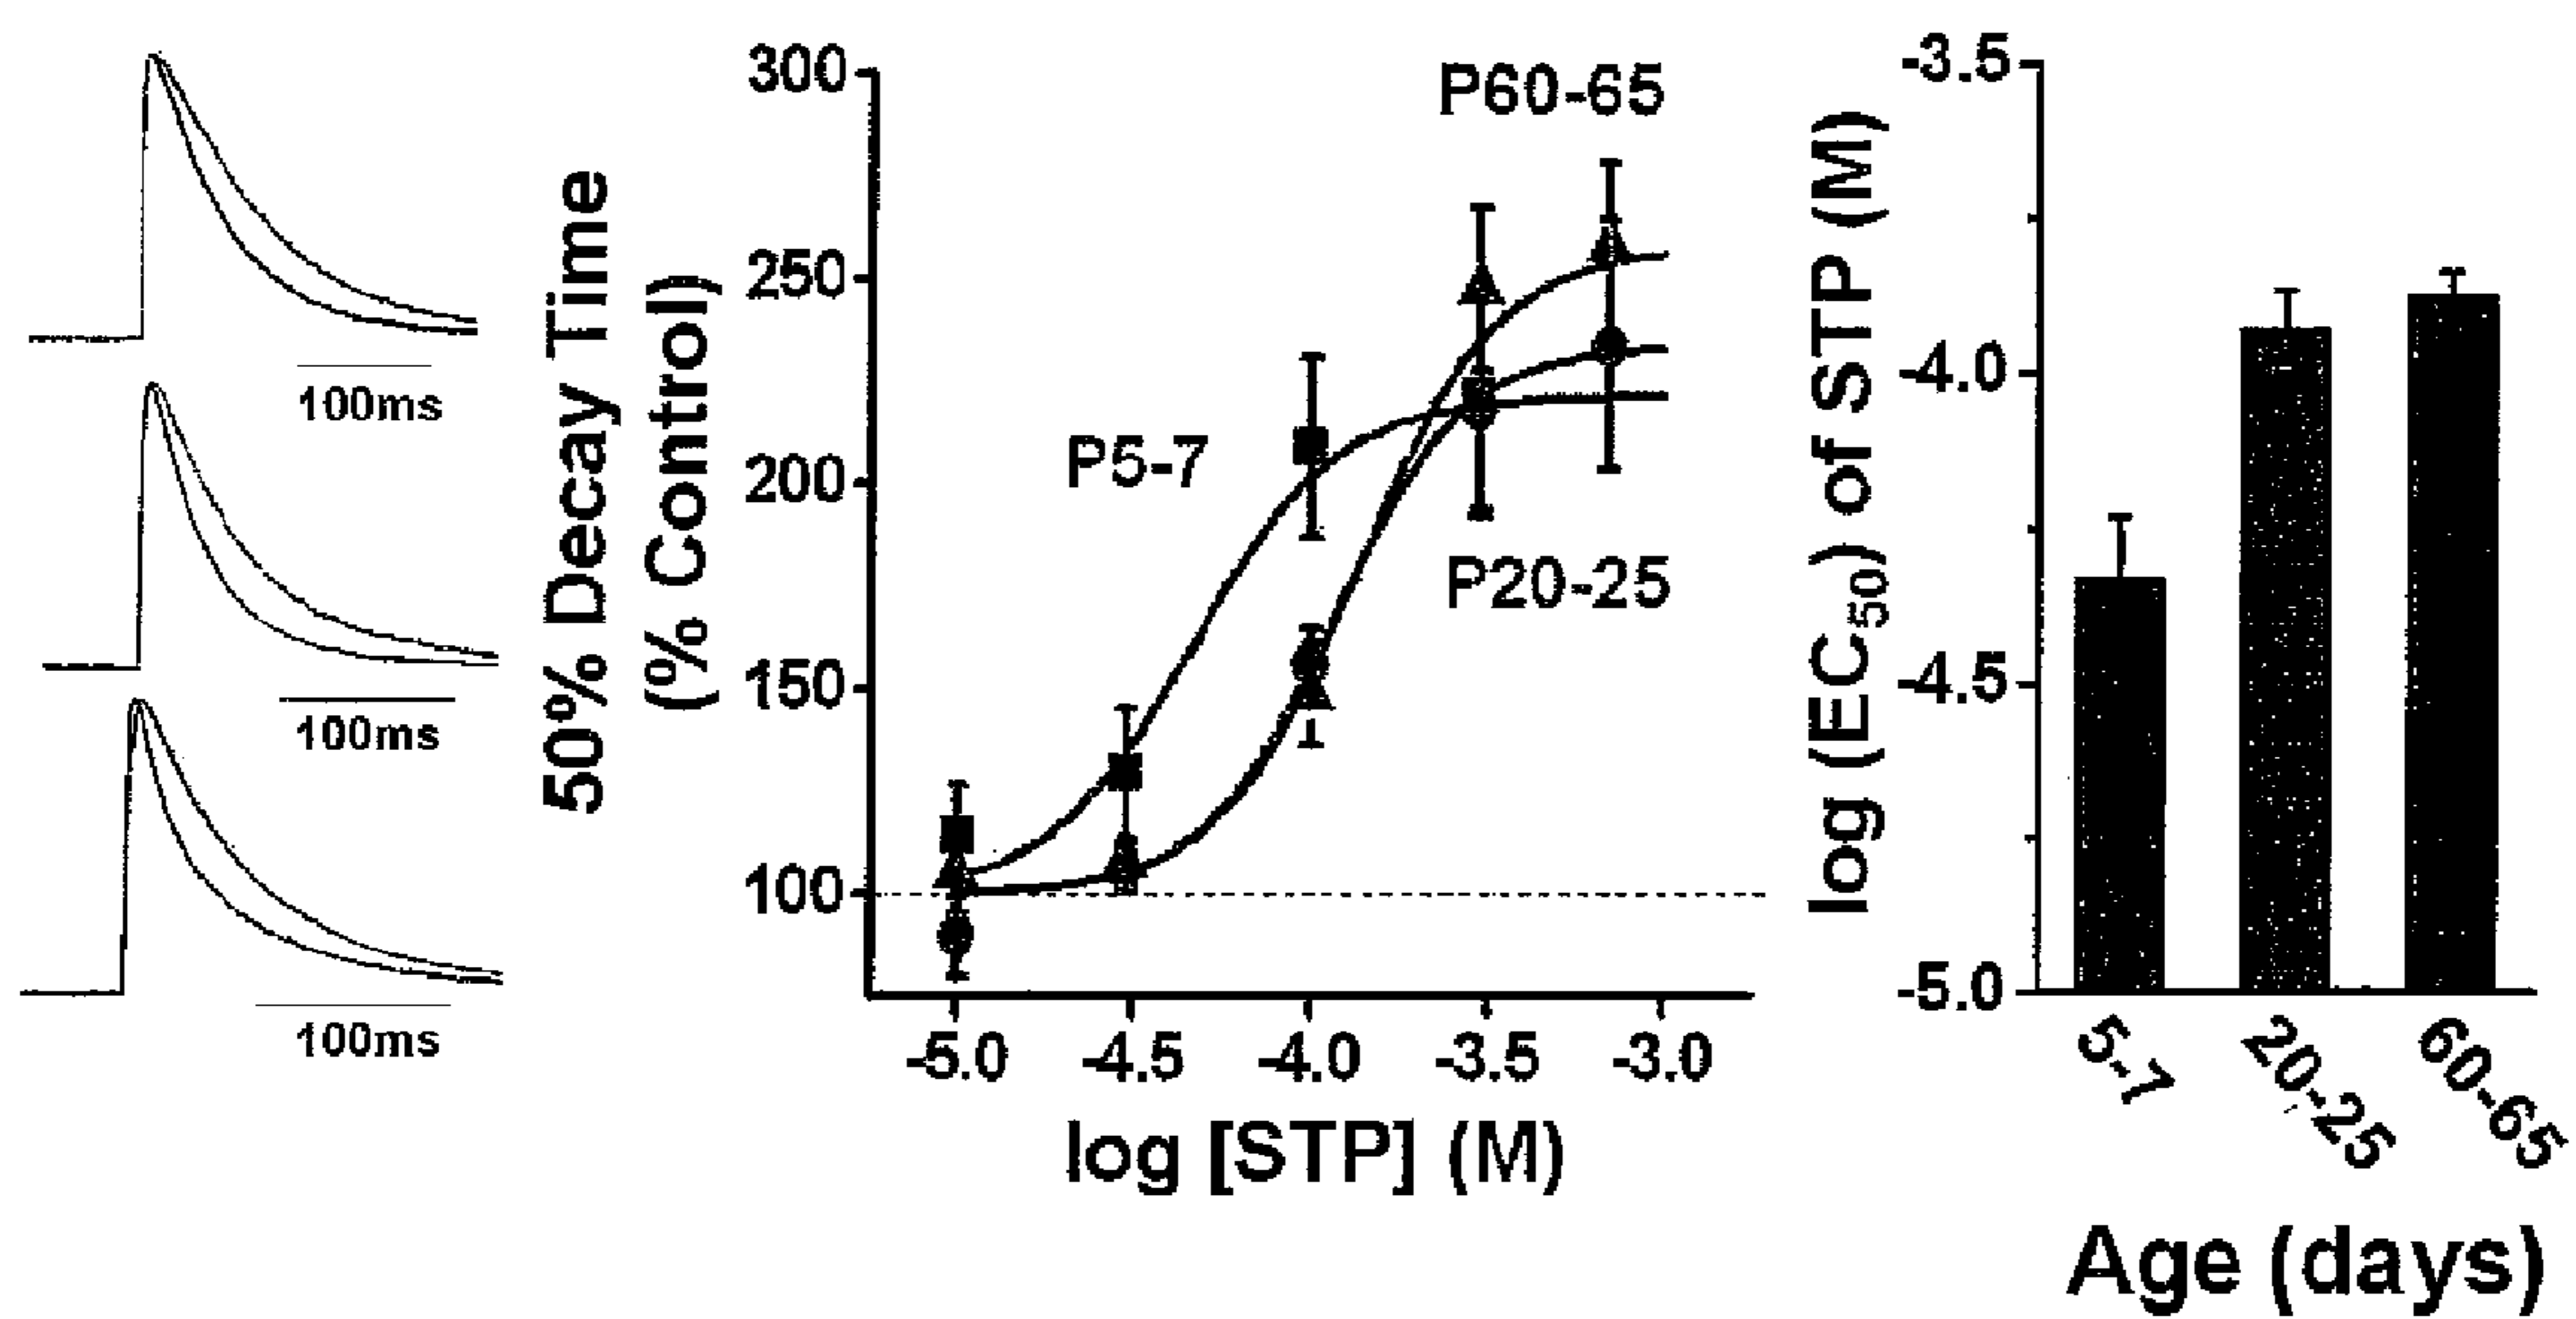 100ms
100ms
100ms
50% Decay Time
(% Control)
300
250
200
150
100
P60-65
P5-7
P20-25
-5.0 -4.5 -4.0 -3.5 -3.0
log [STP] (M)
log (EC50) of STP (M)
-3.5
-4.0
-4.5
-5.0
5-7 20-25 60-65
Age (days)